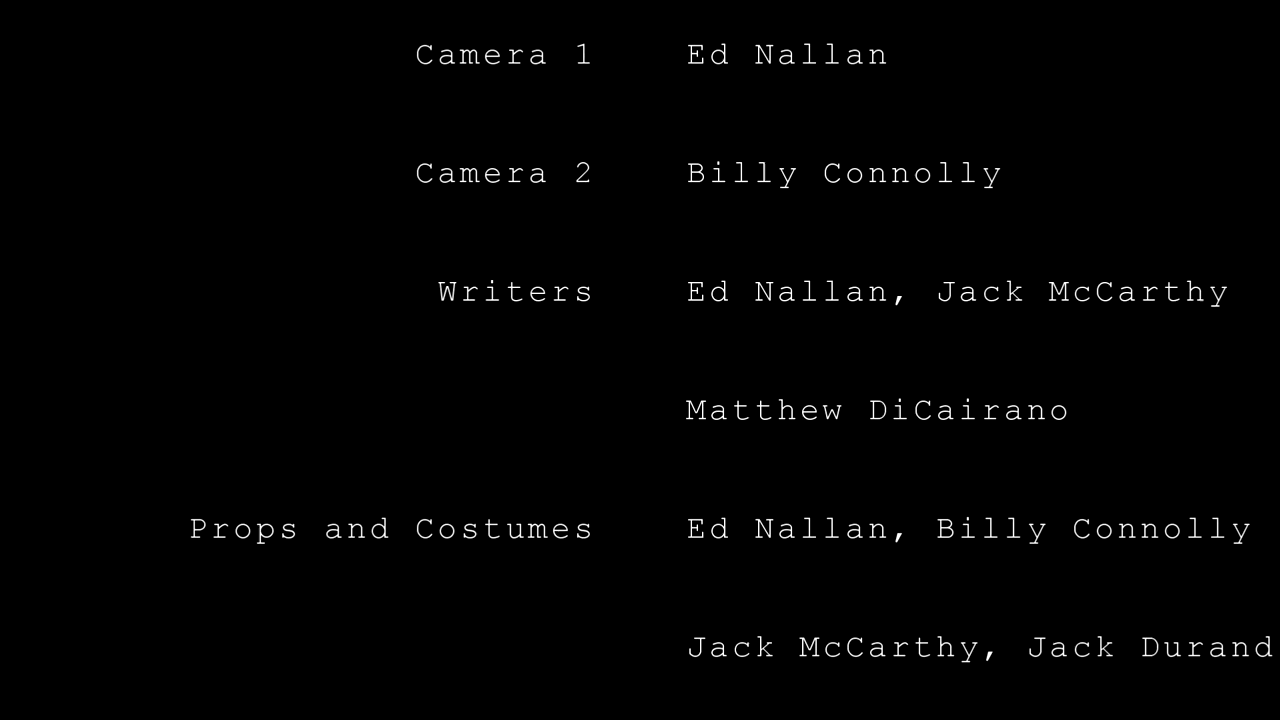 Camera 1 Ed Nallan
Camera 2 Billy Connolly
Writers Ed Nallan, Jack McCarthy
Matthew DiCairano
Props and Costumes Ed Nallan, Billy Connolly
Jack McCarthy, Jack Durand